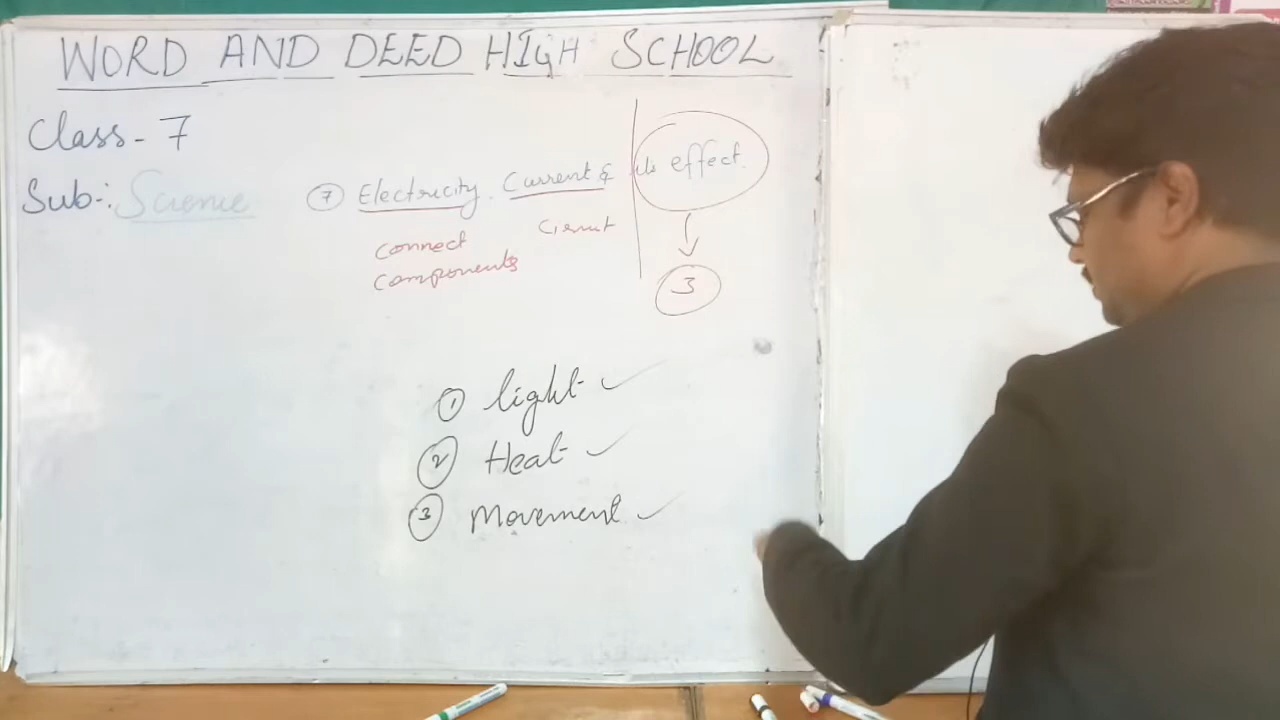 WORD AND DEED HIGH SCHOOL
Class - 7
Sub-: Science
⑦ Electricity. Current & its effect.
connect
components
③
① light ✓
② Heat ✓
③ Movement ✓